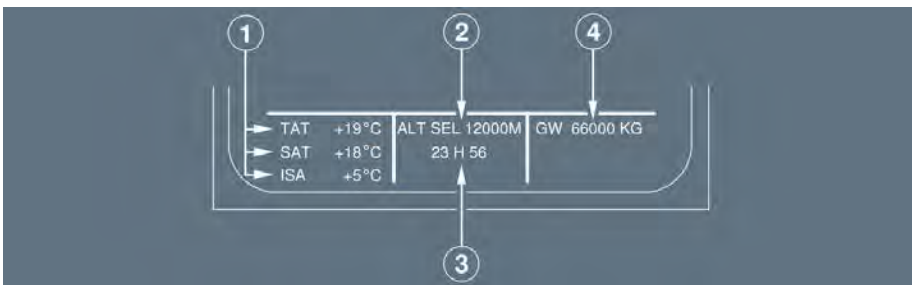 1 2 4
TAT +19°C ALT SEL 12000M GW 66000 KG
SAT +18°C 23 H 56
ISA +5°C
3